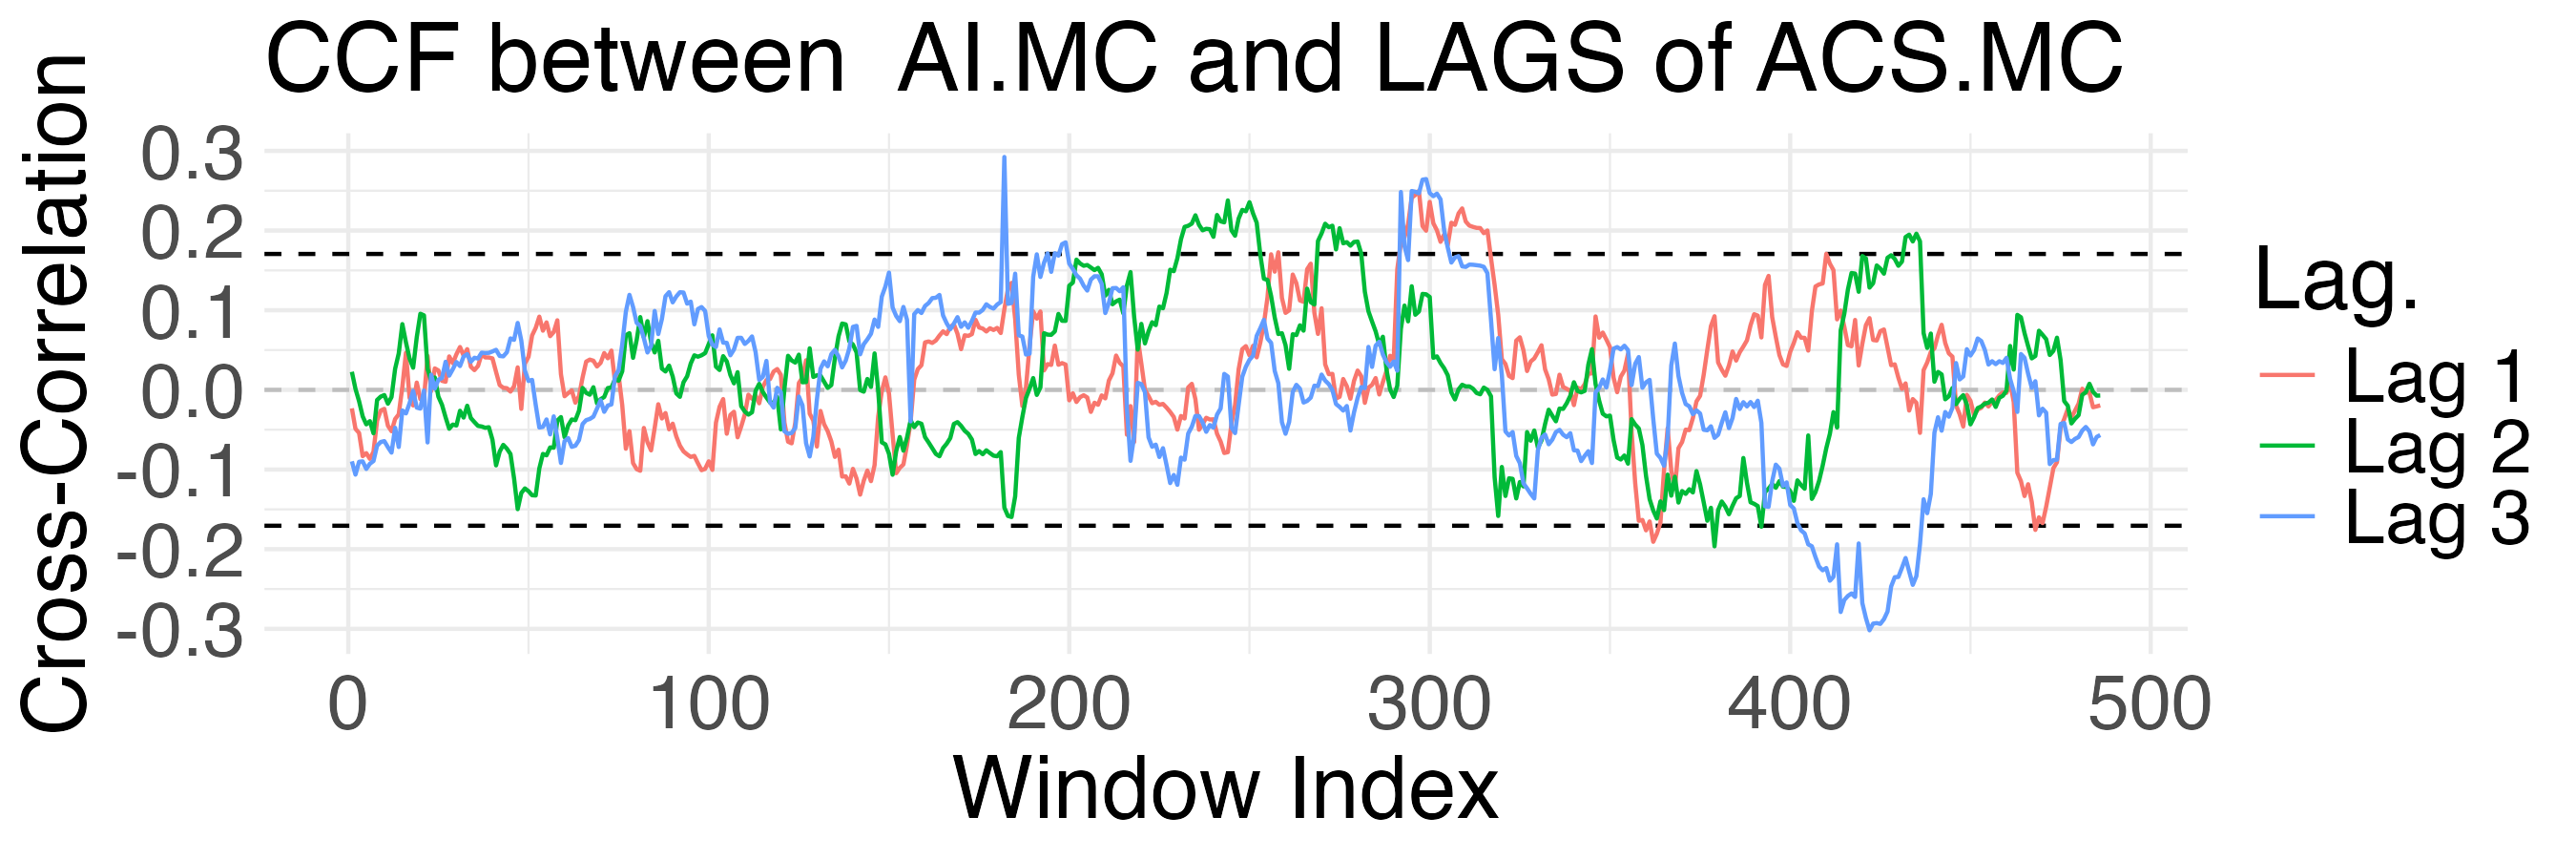 CCF between  AI.MC and LAGS of ACS.MC
Cross-Correlation
0.3
0.2
0.1
0.0
-0.1
-0.2
-0.3
0 100 200 300 400 500
Window Index
Lag.
Lag 1
Lag 2
Lag 3